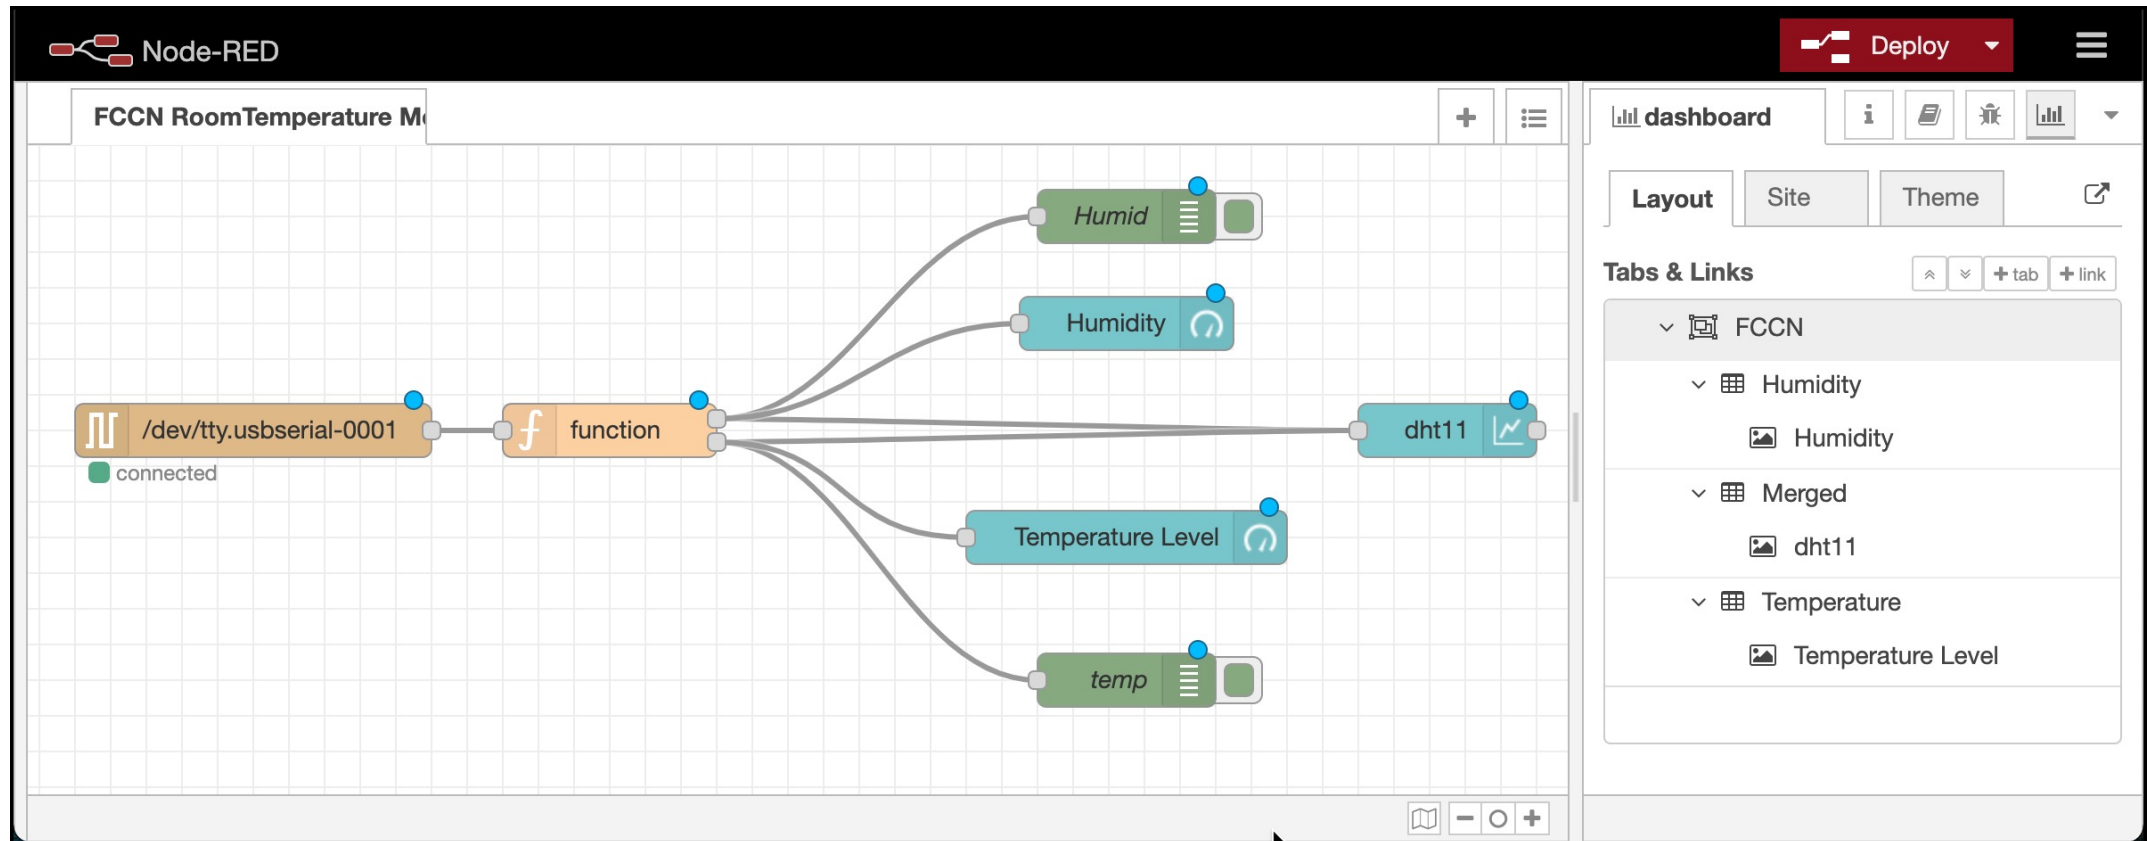 Node-RED
Deploy
FCCN RoomTemperature
dashboard
Layout
Site
Theme
Tabs & Links
tab
link
FCCN
Humidity
Humidity
Merged
dht11
Temperature
Temperature Level
Humid
Humidity
/dev/tty.usbserial-0001
connected
function
dht11
Temperature Level
temp